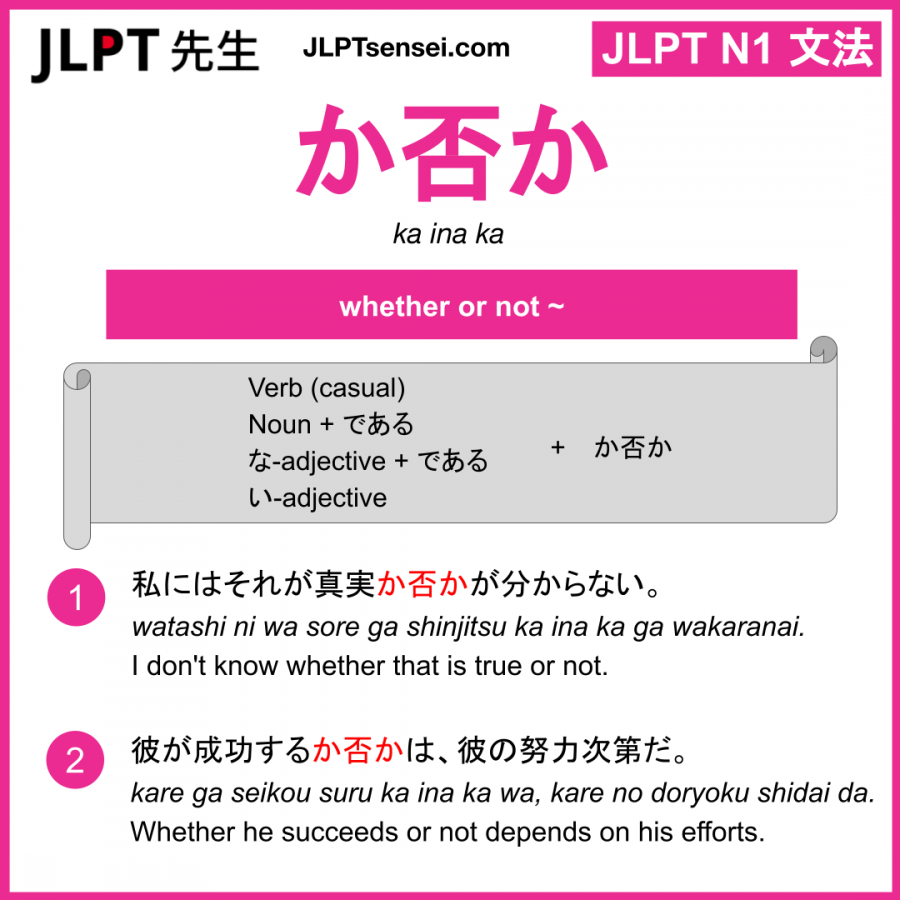 JLPT 先生
JLPTsensei.com
JLPT N1 文法
か否か
ka ina ka
whether or not ~
Verb (casual)
Noun + である
な-adjective + である
い-adjective
+ か否か
1
私にはそれが真実か否かが分からない。
watashi ni wa sore ga shinjitsu ka ina ka ga wakaranai.
I don't know whether that is true or not.
2
彼が成功するか否かは、彼の努力次第だ。
kare ga seikou suru ka ina ka wa, kare no doryoku shidai da.
Whether he succeeds or not depends on his efforts.